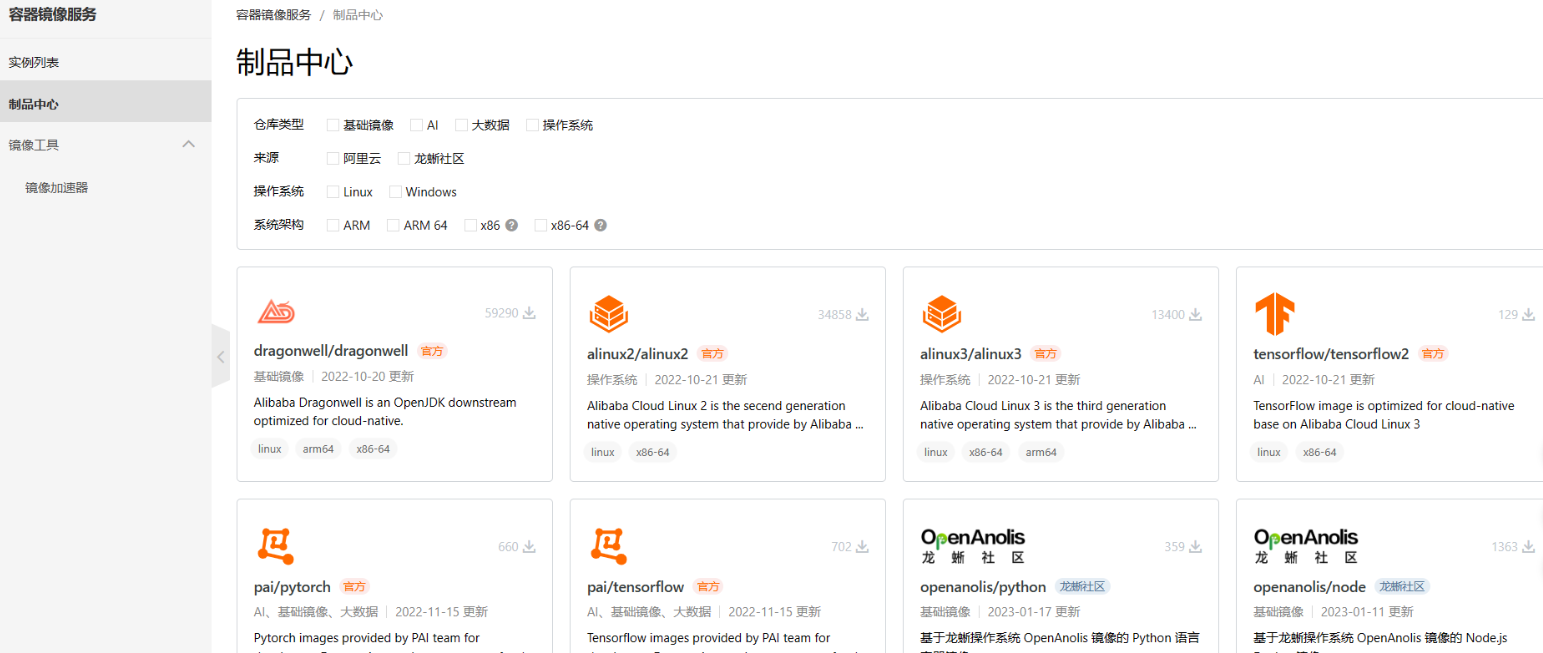 容器镜像服务
实例列表
制品中心
镜像工具
镜像加速器
容器镜像服务 / 制品中心
制品中心
仓库类型 基础镜像 AI 大数据 操作系统
来源 阿里云 龙蜥社区
操作系统 Linux Windows
系统架构 ARM ARM 64 x86 ? x86-64 ?
59290
dragonwell/dragonwell 官方
基础镜像 2022-10-20 更新
Alibaba Dragonwell is an OpenJDK downstream
optimized for cloud-native.
linux arm64 x86-64
34858
alinux2/alinux2 官方
操作系统 2022-10-21 更新
Alibaba Cloud Linux 2 is the secend generation
native operating system that provide by Alibaba ...
linux x86-64
13400
alinux3/alinux3 官方
操作系统 2022-10-21 更新
Alibaba Cloud Linux 3 is the third generation
native operating system that provide by Alibaba ...
linux x86-64 arm64
129
tensorflow/tensorflow2 官方
AI 2022-10-21 更新
TensorFlow image is optimized for cloud-native
base on Alibaba Cloud Linux 3
linux x86-64
660
pai/pytorch 官方
AI、基础镜像、大数据 2022-11-15 更新
Pytorch images provided by PAI team for
702
pai/tensorflow 官方
AI、基础镜像、大数据 2022-11-15 更新
Tensorflow images provided by PAI team for
OpenAnolis
龙蜥社区
359
openanolis/python 龙蜥社区
基础镜像 2023-01-17 更新
基于龙蜥操作系统 OpenAnolis 镜像的 Python 语言
OpenAnolis
龙蜥社区
1363
openanolis/node 龙蜥社区
基础镜像 2023-01-11 更新
基于龙蜥操作系统 OpenAnolis 镜像的 Node.js